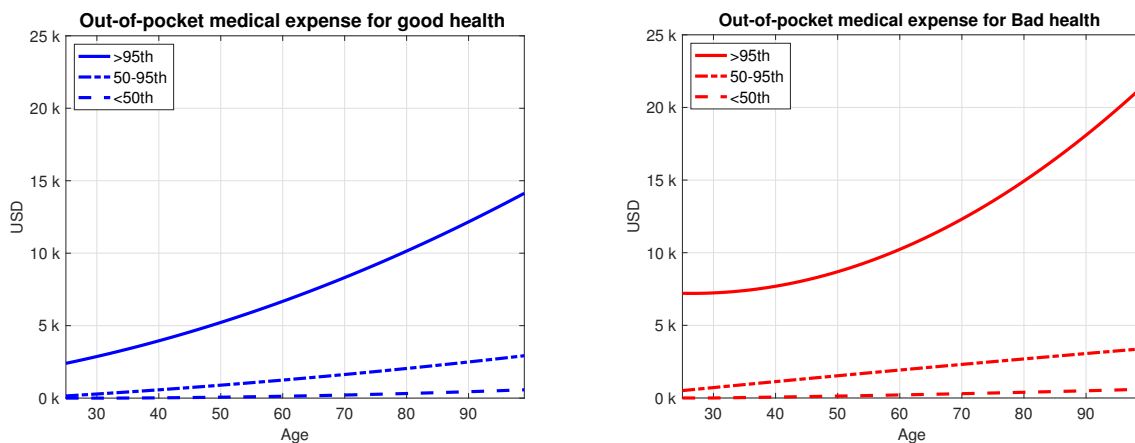 Out-of-pocket medical expense for good health
25 k
20 k
15 k
10 k
5 k
0 k
USD
>95th
50-95th
<50th
30 40 50 60 70 80 90
Age
Out-of-pocket medical expense for Bad health
25 k
20 k
15 k
10 k
5 k
0 k
USD
>95th
50-95th
<50th
30 40 50 60 70 80 90
Age